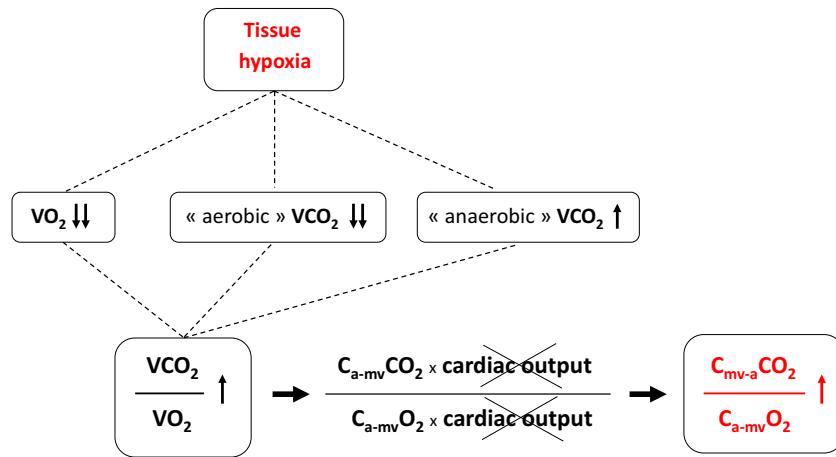 Tissue
hypoxia
VO₂ ↓↓
« aerobic » VCO₂ ↓↓
« anaerobic » VCO₂ ↑
VCO₂
VO₂
↑
Cₐ₋ₘᵥCO₂ x cardiac output
Cₐ₋ₘᵥO₂ x cardiac output
Cₘᵥ₋ₐCO₂
Cₐ₋ₘᵥO₂
↑